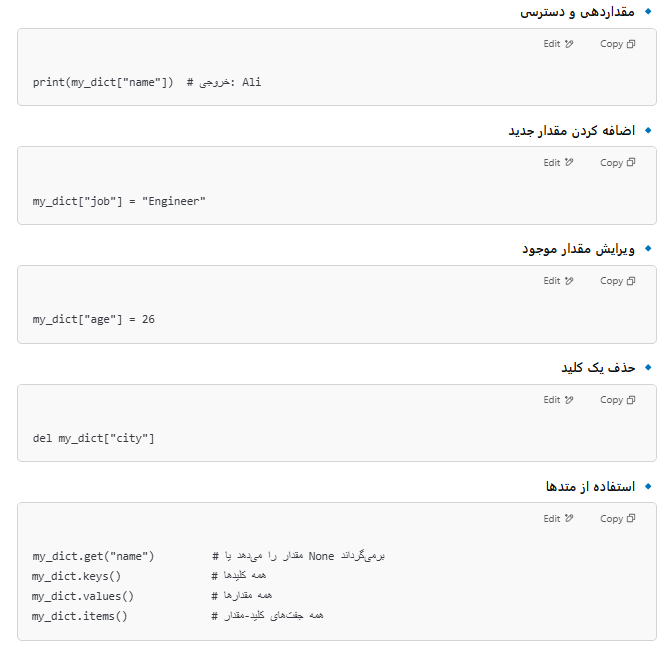 مقداردهی و دسترسی
Edit Copy
print(my_dict["name"])  # خروجی: Ali
اضافه کردن مقدار جدید
Edit Copy
my_dict["job"] = "Engineer"
ویرایش مقدار موجود
Edit Copy
my_dict["age"] = 26
حذف یک کلید
Edit Copy
del my_dict["city"]
استفاده از متدها
Edit Copy
my_dict.get("name")         # مقدار را می‌دهد یا None برمی‌گرداند
my_dict.keys()              # همه کلیدها
my_dict.values()            # همه مقدارها
my_dict.items()             # همه جفت‌های کلید-مقدار